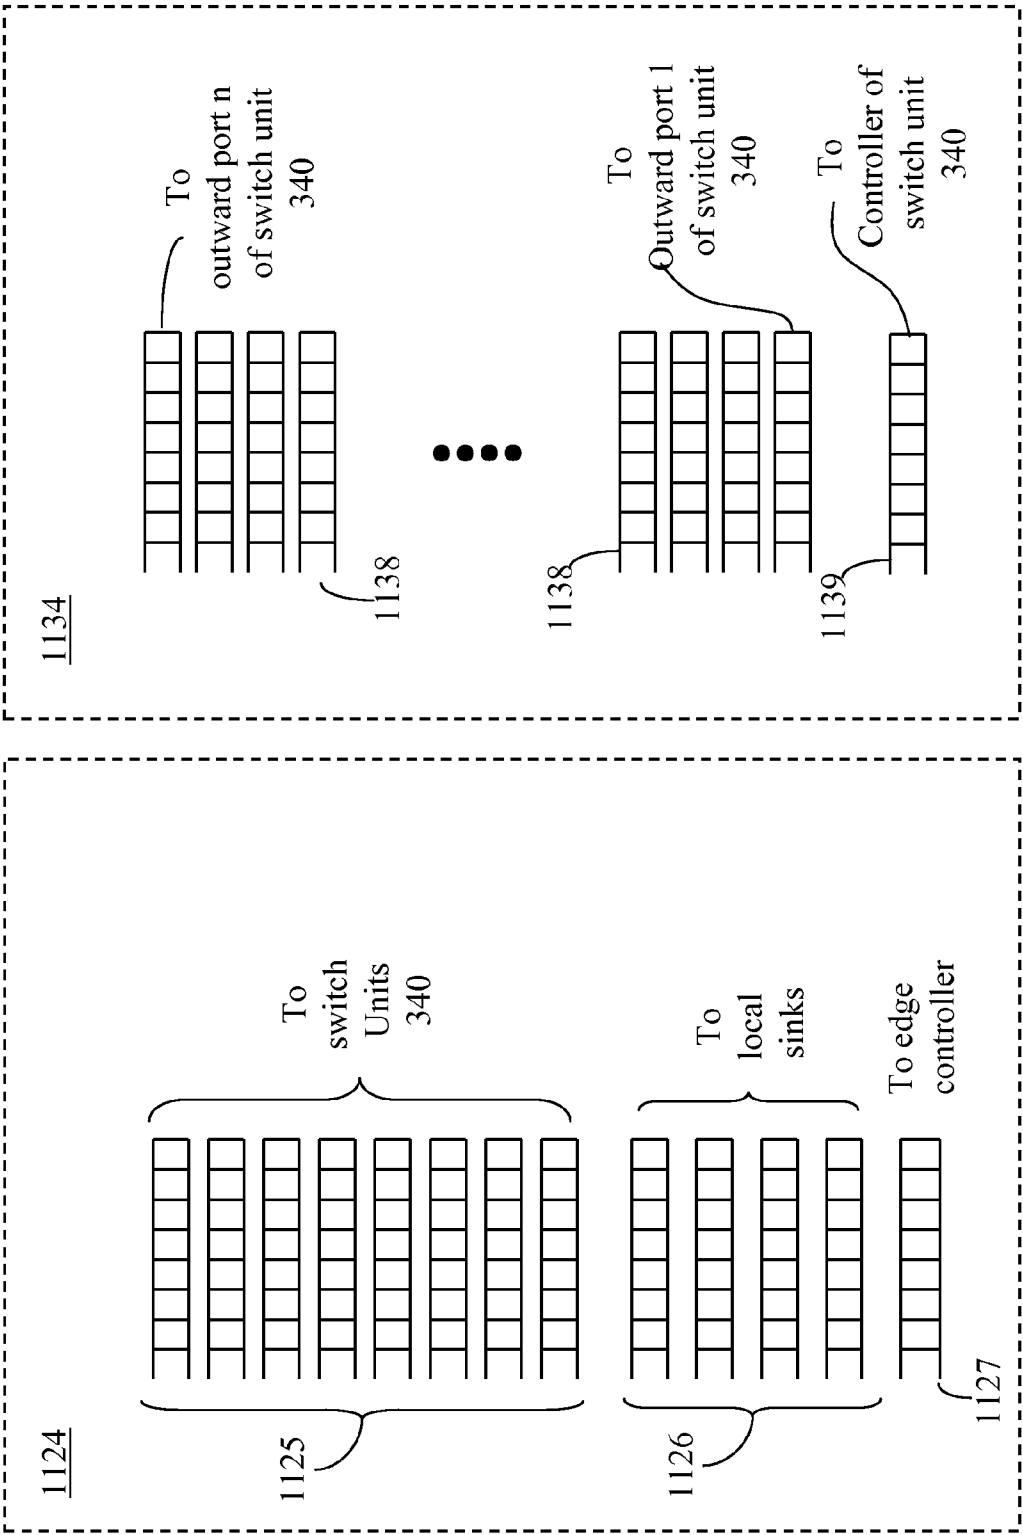 1124
1125
To
switch
Units
340
1126
To
local
sinks
1127
To edge
controller
1134
To
outward port n
of switch unit
340
1138
1138
To
Outward port 1
of switch unit
340
1139
To
Controller of
switch unit
340